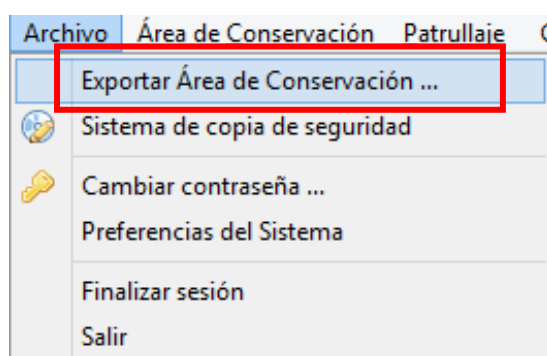 Archivo Área de Conservación Patrullaje
Exportar Área de Conservación ...
Sistema de copia de seguridad
Cambiar contraseña ...
Preferencias del Sistema
Finalizar sesión
Salir